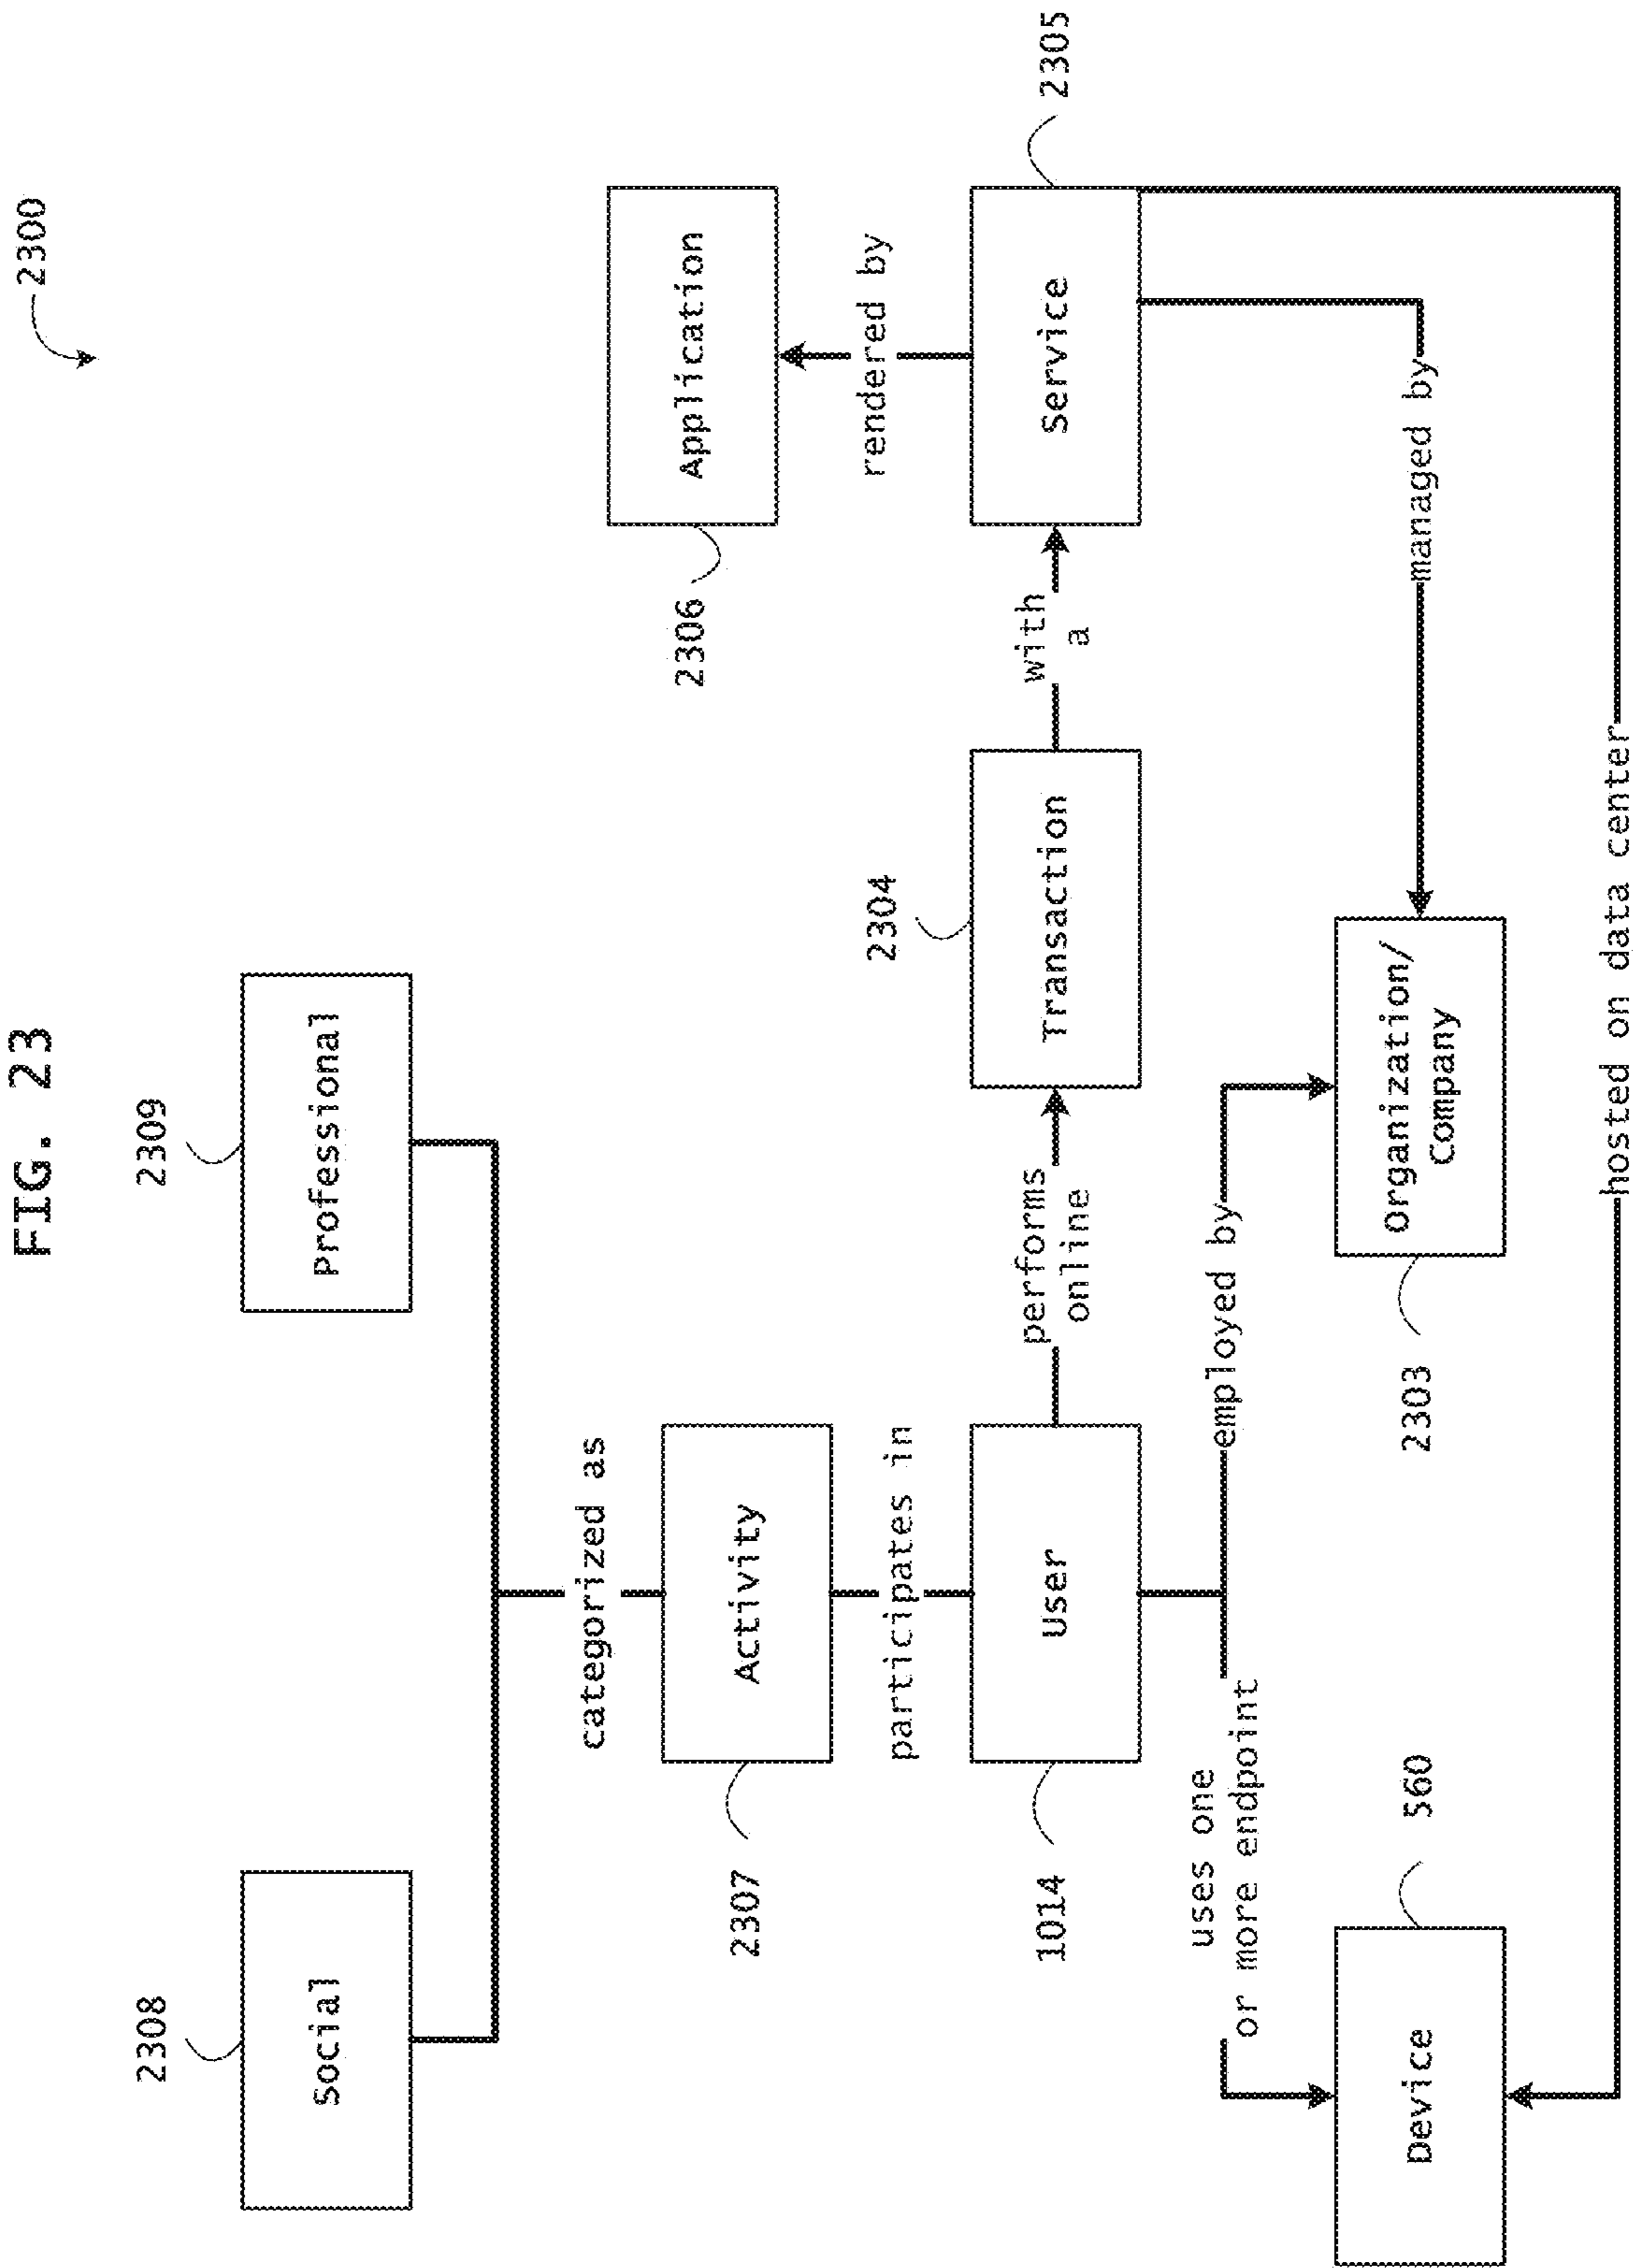 FIG. 23
2300
2308
2309
Social
Professional
categorized as
2307
Activity
2306
Application
participates in
rendered by
2304
1014
User
performs
online
Transaction
with
a
Service
2305
uses one
or more endpoint
employed by
managed by
560
Device
2303
Organization/
Company
hosted on data center